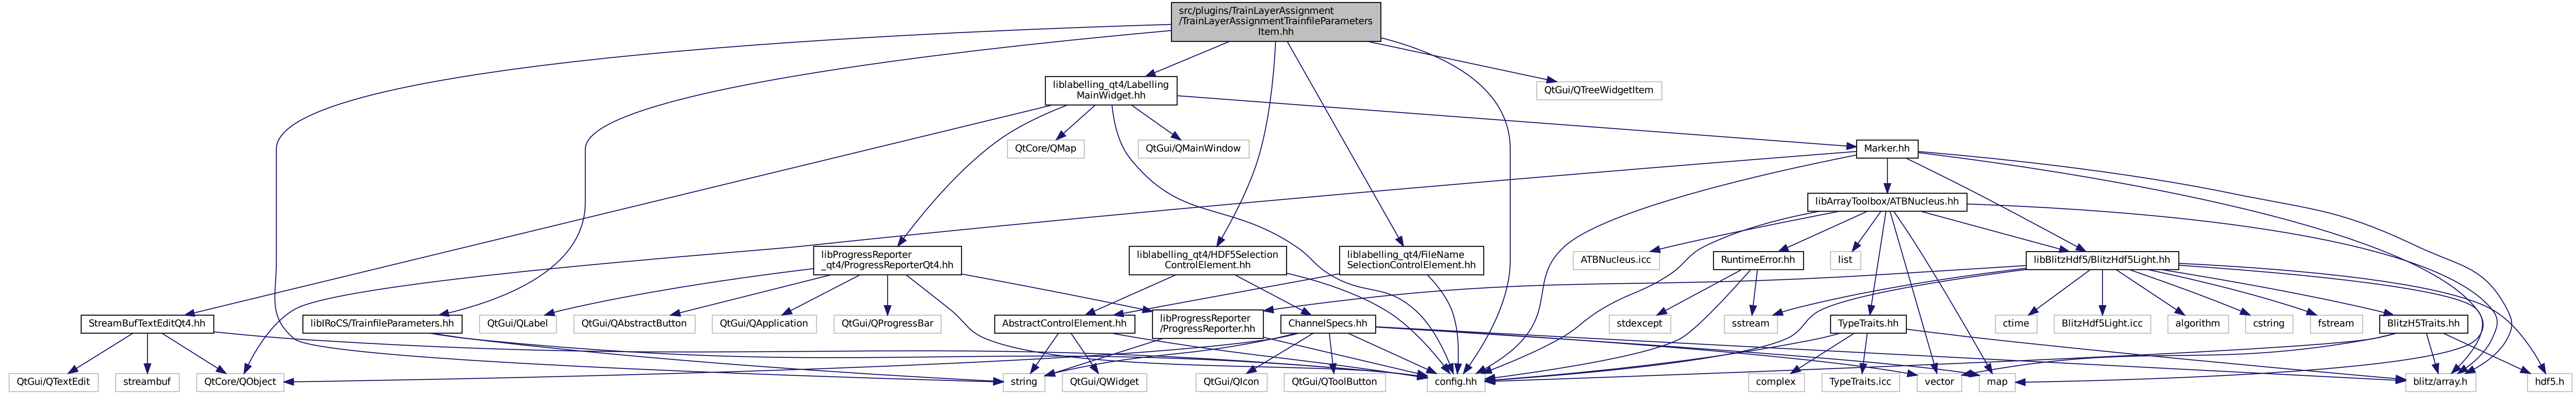 src/plugins/TrainLayerAssignment
/TrainLayerAssignmentTrainfileParameters
Item.hh
liblabelling_qt4/Labelling
MainWidget.hh
QtGui/QTreeWidgetItem
QtCore/QMap
QtGui/QMainWindow
Marker.hh
libArrayToolbox/ATBNucleus.hh
libProgressReporter
_qt4/ProgressReporterQt4.hh
liblabelling_qt4/HDF5Selection
ControlElement.hh
liblabelling_qt4/FileName
SelectionControlElement.hh
ATBNucleus.icc
RuntimeError.hh
list
libBlitzHdf5/BlitzHdf5Light.hh
StreamBufTextEditQt4.hh
libIRoCS/TrainfileParameters.hh
QtGui/QLabel
QtGui/QAbstractButton
QtGui/QApplication
QtGui/QProgressBar
AbstractControlElement.hh
libProgressReporter
/ProgressReporter.hh
ChannelSpecs.hh
stdexcept
sstream
TypeTraits.hh
ctime
BlitzHdf5Light.icc
algorithm
cstring
fstream
BlitzH5Traits.hh
QtGui/QTextEdit
streambuf
QtCore/QObject
string
QtGui/QWidget
QtGui/QIcon
QtGui/QToolButton
config.hh
complex
TypeTraits.icc
vector
map
blitz/array.h
hdf5.h